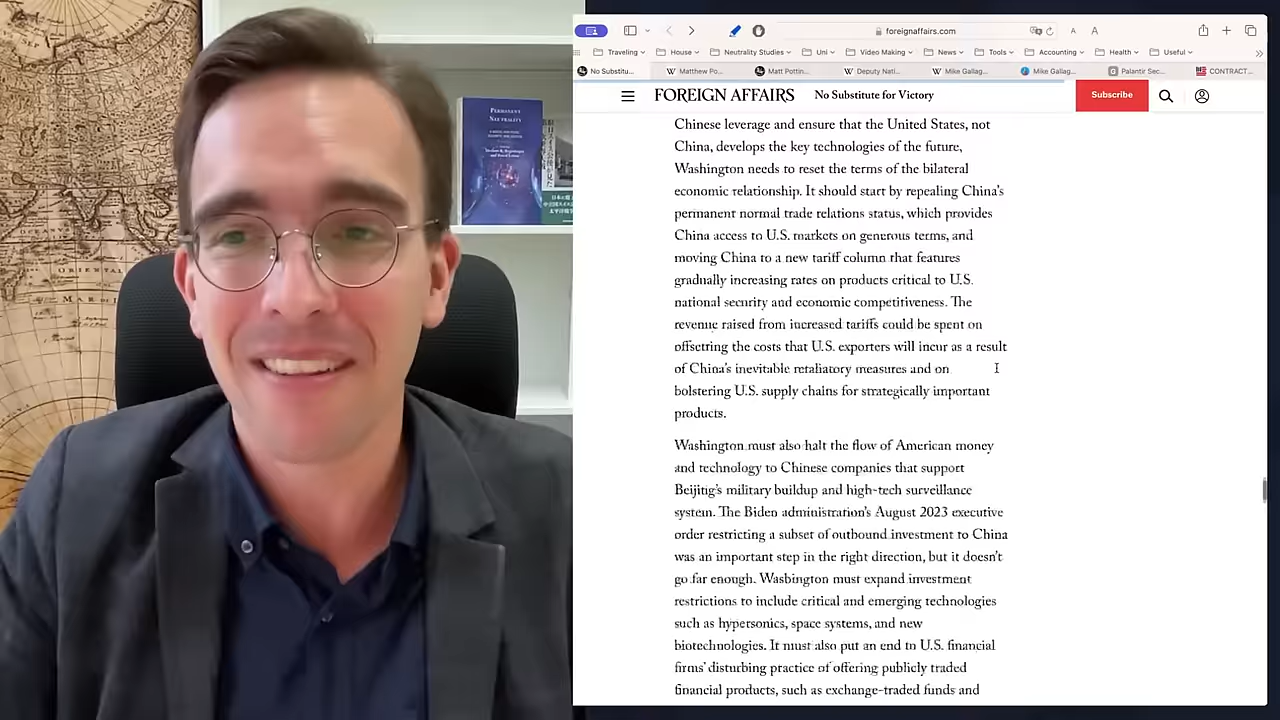 foreignaffairs.com
Traveling
House
Neutrality Studies
Uni
Video Making
News
Tools
Accounting
Health
Useful
No Substitu...
Matthew Po...
Matt Pottin...
Deputy Nati...
Mike Gallag...
Mike Gallag...
Palantir Sec...
CONTRACT...
FOREIGN AFFAIRS
No Substitute for Victory
Subscribe
PERMANENT
NEUTRALITY
ORIENTAL
Chinese leverage and ensure that the United States, not
China, develops the key technologies of the future,
Washington needs to reset the terms of the bilateral
economic relationship. It should start by repealing China's
permanent normal trade relations status, which provides
China access to U.S. markets on generous terms, and
moving China to a new tariff column that features
gradually increasing rates on products critical to U.S.
national security and economic competitiveness. The
revenue raised from increased tariffs could be spent on
offsetting the costs that U.S. exporters will incur as a result
of China's inevitable retaliatory measures and on
bolstering U.S. supply chains for strategically important
products.
Washington must also halt the flow of American money
and technology to Chinese companies that support
Beijing's military buildup and high-tech surveillance
system. The Biden administration's August 2023 executive
order restricting a subset of outbound investment to China
was an important step in the right direction, but it doesn't
go far enough. Washington must expand investment
restrictions to include critical and emerging technologies
such as hypersonics, space systems, and new
biotechnologies. It must also put an end to U.S. financial
firms' disturbing practice of offering publicly traded
financial products, such as exchange-traded funds and